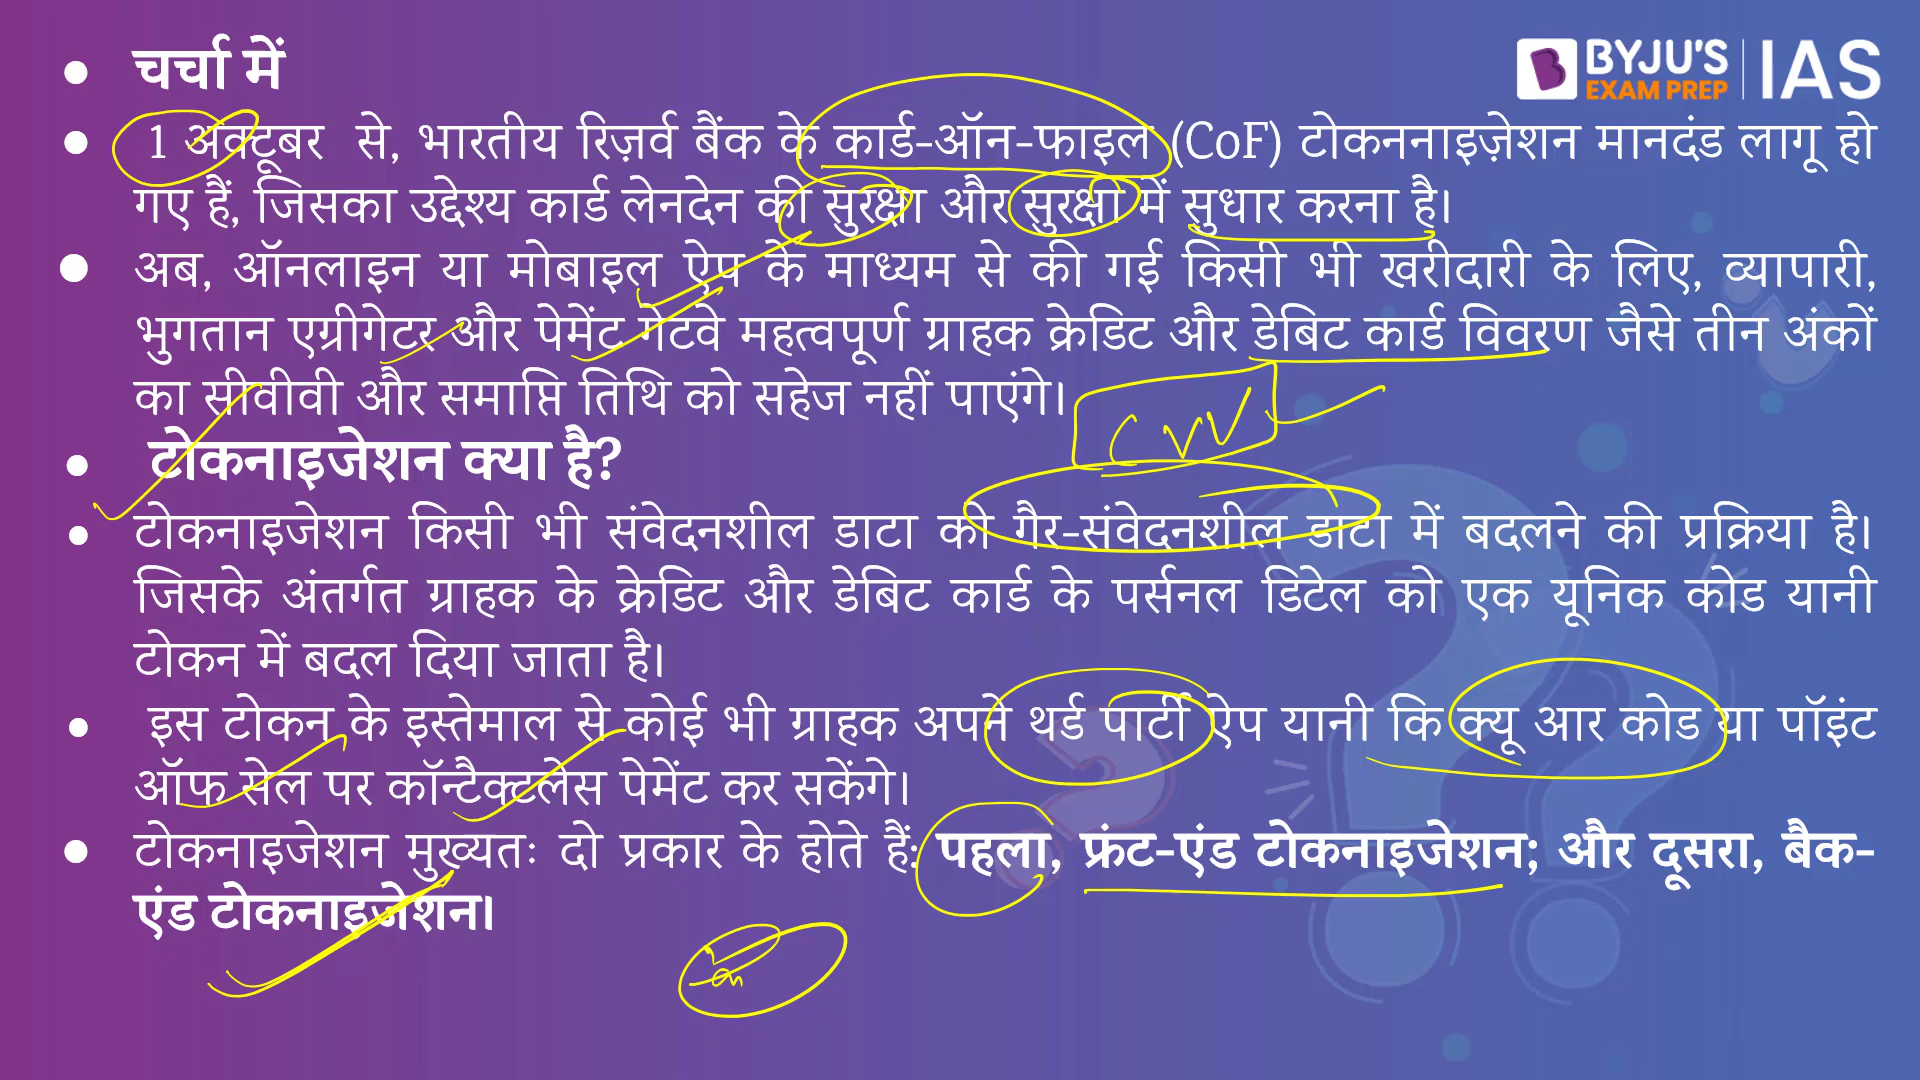 चर्चा में
BYJU'S
EXAM PREP
IAS
1 अक्टूबर से, भारतीय रिज़र्व बैंक के कार्ड-ऑन-फाइल (CoF) टोकननाइज़ेशन मानदंड लागू हो
गए हैं, जिसका उद्देश्य कार्ड लेनदेन की सुरक्षा और सुरक्षा में सुधार करना है।
अब, ऑनलाइन या मोबाइल ऐप के माध्यम से की गई किसी भी खरीदारी के लिए, व्यापारी,
भुगतान एग्रीगेटर और पेमेंट गेटवे महत्वपूर्ण ग्राहक क्रेडिट और डेबिट कार्ड विवरण जैसे तीन अंकों
का सीवीवी और समाप्ति तिथि को सहेज नहीं पाएंगे।
CVV
टोकनाइजेशन क्या है?
टोकनाइजेशन किसी भी संवेदनशील डाटा की गैर-संवेदनशील डाटा में बदलने की प्रक्रिया है।
जिसके अंतर्गत ग्राहक के क्रेडिट और डेबिट कार्ड के पर्सनल डिटेल को एक यूनिक कोड यानी
टोकन में बदल दिया जाता है।
इस टोकन के इस्तेमाल से कोई भी ग्राहक अपने थर्ड पार्टी ऐप यानी कि क्यू आर कोड या पॉइंट
ऑफ सेल पर कॉन्टैक्टलेस पेमेंट कर सकेंगे।
टोकनाइजेशन मुख्यतः दो प्रकार के होते हैं: पहला, फ्रंट-एंड टोकनाइजेशन; और दूसरा, बैक-
एंड टोकनाइजेशन।